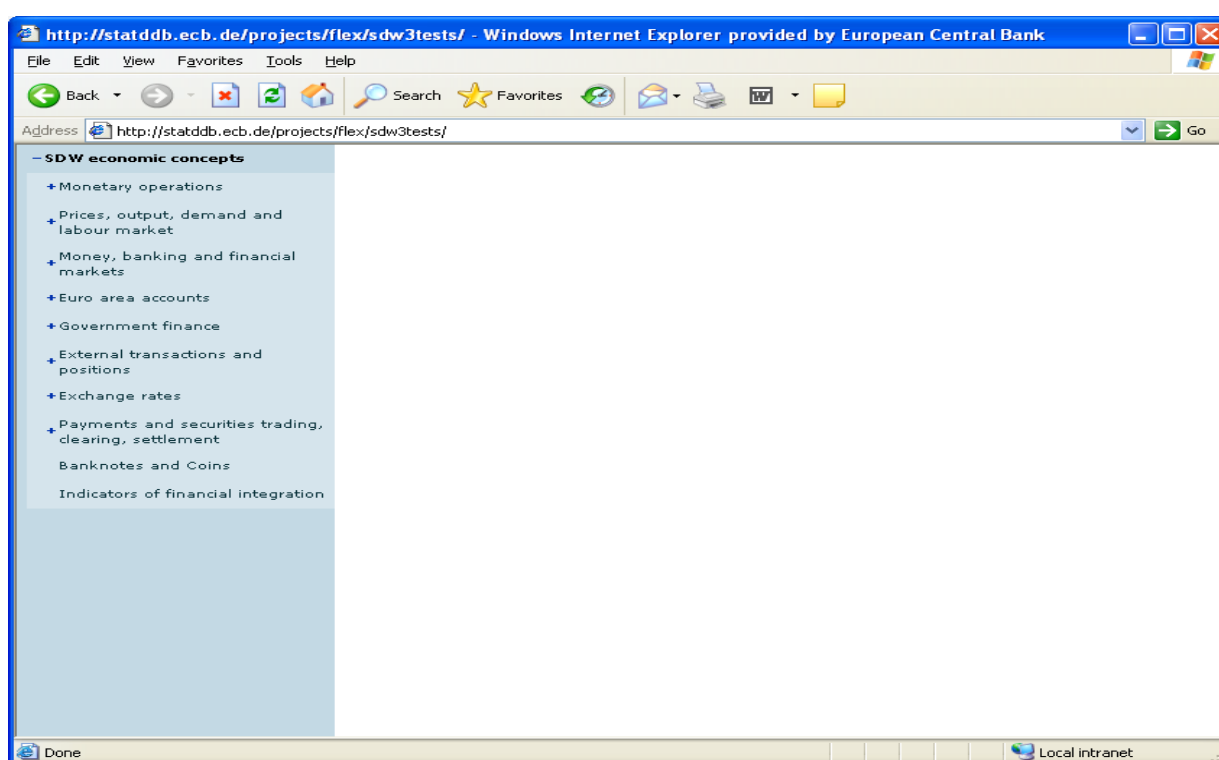 http://statddb.ecb.de/projects/flex/sdw3tests/ - Windows Internet Explorer provided by European Central Bank
File Edit View Favorites Tools Help
Back Search Favorites
Address http://statddb.ecb.de/projects/flex/sdw3tests/ Go
SDW economic concepts
Monetary operations
Prices, output, demand and
labour market
Money, banking and financial
markets
Euro area accounts
Government finance
External transactions and
positions
Exchange rates
Payments and securities trading,
clearing, settlement
Banknotes and Coins
Indicators of financial integration
Done Local intranet